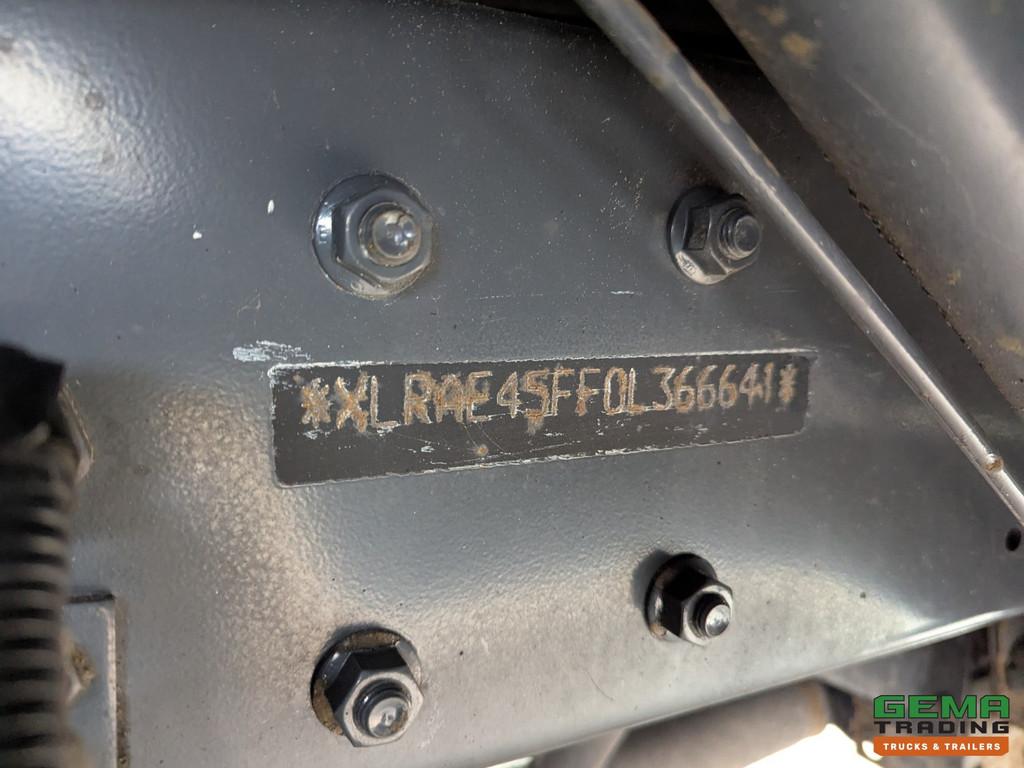 *XLRAE45FF0L366641*
GEMA
TRADING
TRUCKS & TRAILERS